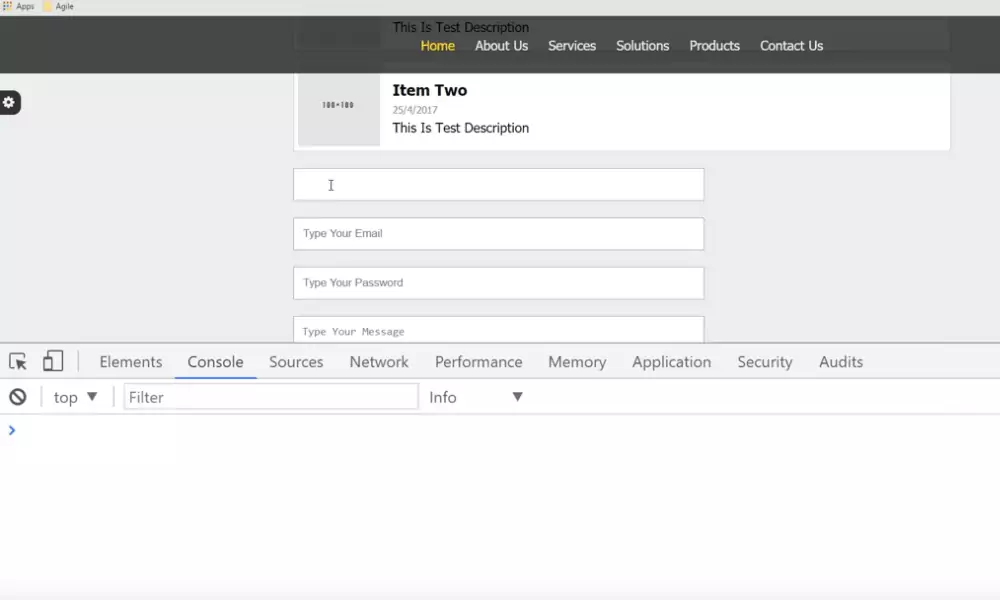 Apps Agile
This Is Test Description
Home About Us Services Solutions Products Contact Us
100×100
Item Two
25/4/2017
This Is Test Description
Type Your Email
Type Your Password
Type Your Message
Elements Console Sources Network Performance Memory Application Security Audits
top ▼ Filter Info ▼